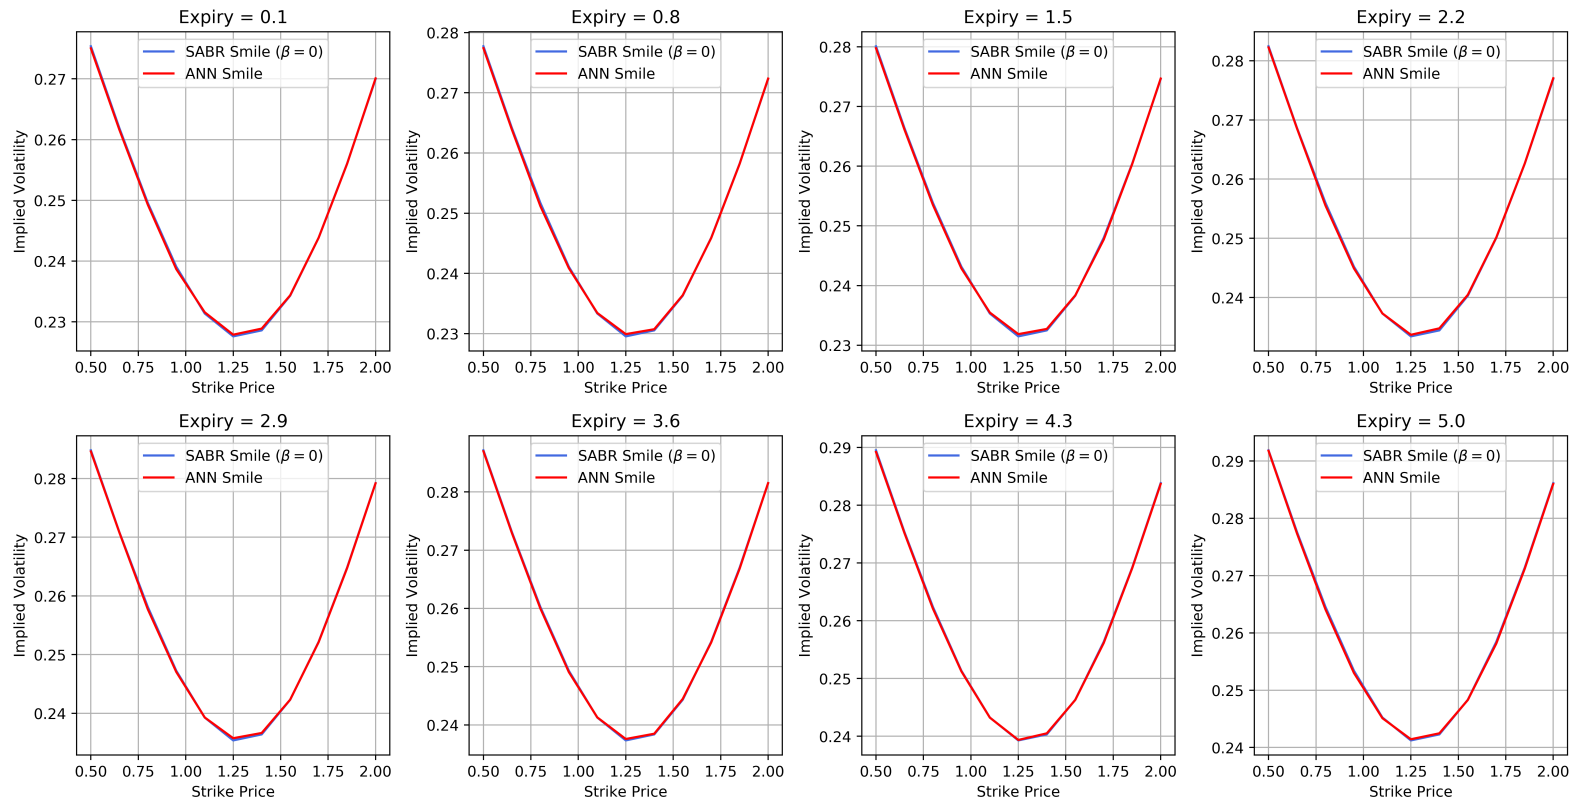 Expiry = 0.1
SABR Smile (β = 0)
ANN Smile
Implied Volatility
0.27
0.26
0.25
0.24
0.23
0.50 0.75 1.00 1.25 1.50 1.75 2.00
Strike Price
Expiry = 0.8
SABR Smile (β = 0)
ANN Smile
Implied Volatility
0.28
0.27
0.26
0.25
0.24
0.23
0.50 0.75 1.00 1.25 1.50 1.75 2.00
Strike Price
Expiry = 1.5
SABR Smile (β = 0)
ANN Smile
Implied Volatility
0.28
0.27
0.26
0.25
0.24
0.23
0.50 0.75 1.00 1.25 1.50 1.75 2.00
Strike Price
Expiry = 2.2
SABR Smile (β = 0)
ANN Smile
Implied Volatility
0.28
0.27
0.26
0.25
0.24
0.50 0.75 1.00 1.25 1.50 1.75 2.00
Strike Price
Expiry = 2.9
SABR Smile (β = 0)
ANN Smile
Implied Volatility
0.28
0.27
0.26
0.25
0.24
0.50 0.75 1.00 1.25 1.50 1.75 2.00
Strike Price
Expiry = 3.6
SABR Smile (β = 0)
ANN Smile
Implied Volatility
0.28
0.27
0.26
0.25
0.24
0.50 0.75 1.00 1.25 1.50 1.75 2.00
Strike Price
Expiry = 4.3
SABR Smile (β = 0)
ANN Smile
Implied Volatility
0.29
0.28
0.27
0.26
0.25
0.24
0.50 0.75 1.00 1.25 1.50 1.75 2.00
Strike Price
Expiry = 5.0
SABR Smile (β = 0)
ANN Smile
Implied Volatility
0.29
0.28
0.27
0.26
0.25
0.24
0.50 0.75 1.00 1.25 1.50 1.75 2.00
Strike Price